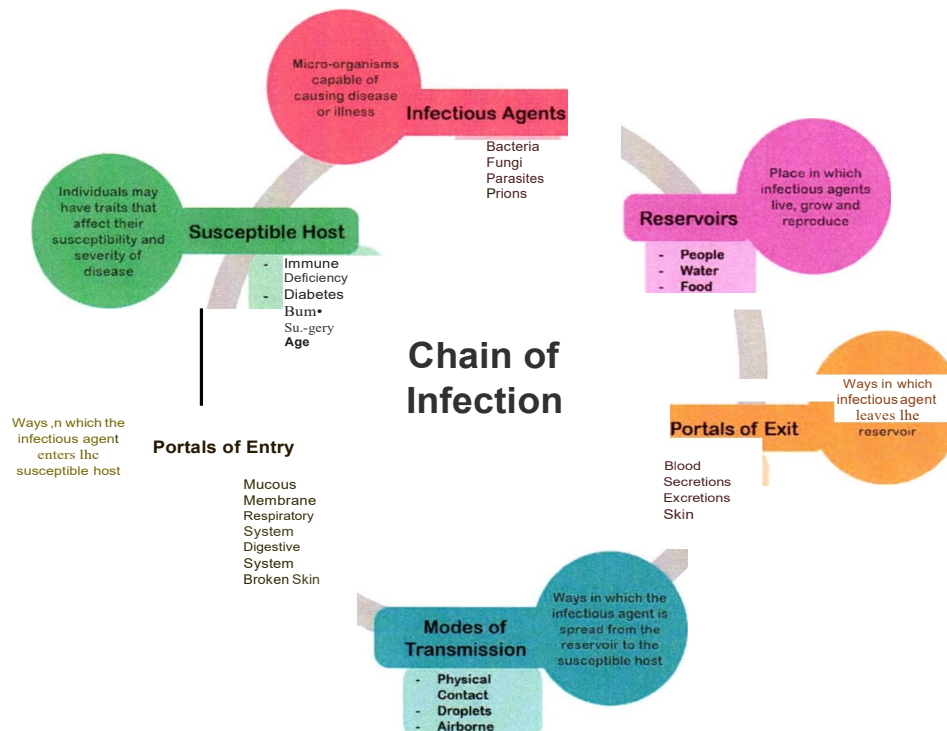 Micro-organisms
capable of
causing disease
or illness
Infectious Agents
Bacteria
Fungi
Parasites
Prions
Place in which
infectious agents
live, grow and
reproduce
Reservoirs
- People
- Water
- Food
Ways in which
infectious agent
leaves lhe
reservoir
Portals of Exit
Blood
Secretions
Excretions
Skin
Ways in which the
infectious agent is
spread from the
reservoir to the
susceptible host
Modes of
Transmission
- Physical
Contact
- Droplets
- Airborne
Ways ,n which the
infectious agent
enters lhc
susceptible host
Portals of Entry
Mucous
Membrane
Respiratory
System
Digestive
System
Broken Skin
Individuals may
have traits that
affect their
susceptibility and
severity of
disease
Susceptible Host
- Immune
Deficiency
- Diabetes
Bum•
Su.-gery
Age
Chain of
Infection